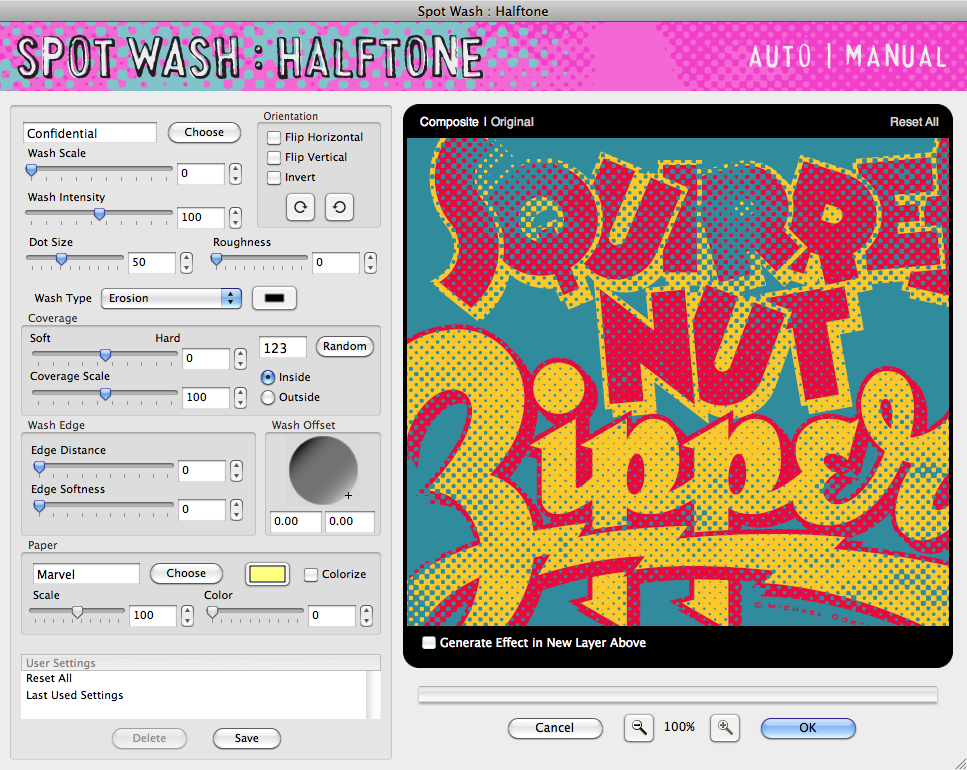 Spot Wash : Halftone
SPOT WASH : HALFTONE
AUTO | MANUAL
Confidential
Choose
Wash Scale
0
Wash Intensity
100
Orientation
Flip Horizontal
Flip Vertical
Invert
Dot Size
50
Roughness
0
Wash Type
Erosion
Coverage
Soft
Hard
0
123
Random
Coverage Scale
100
Inside
Outside
Wash Edge
Edge Distance
0
Edge Softness
0
Wash Offset
0.00
0.00
Paper
Marvel
Choose
Colorize
Scale
100
Color
0
User Settings
Reset All
Last Used Settings
Delete
Save
Composite | Original
Reset All
SQUIRRE
NUT
Zipper
© MICHAEL
Generate Effect in New Layer Above
Cancel
100%
OK